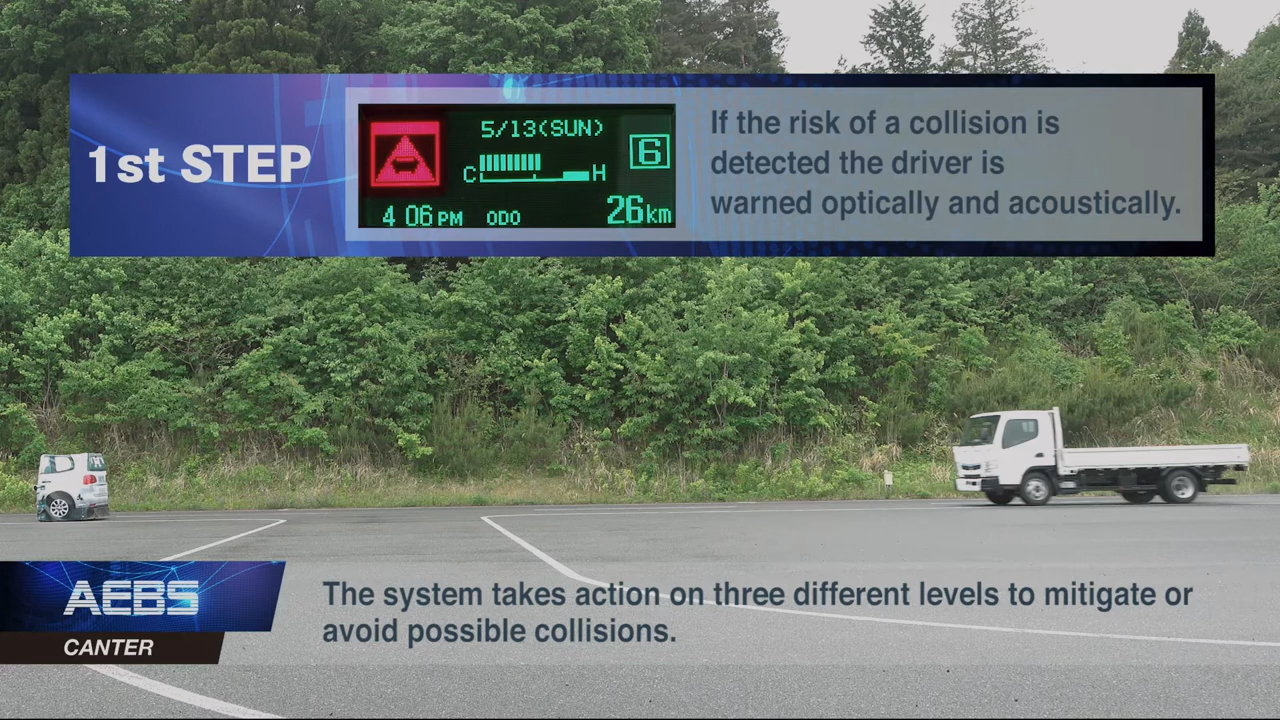 1st STEP
5/13(SUN)
6
C H
4 06 PM ODO 26km
If the risk of a collision is
detected the driver is
warned optically and acoustically.
AEBS
CANTER
The system takes action on three different levels to mitigate or
avoid possible collisions.